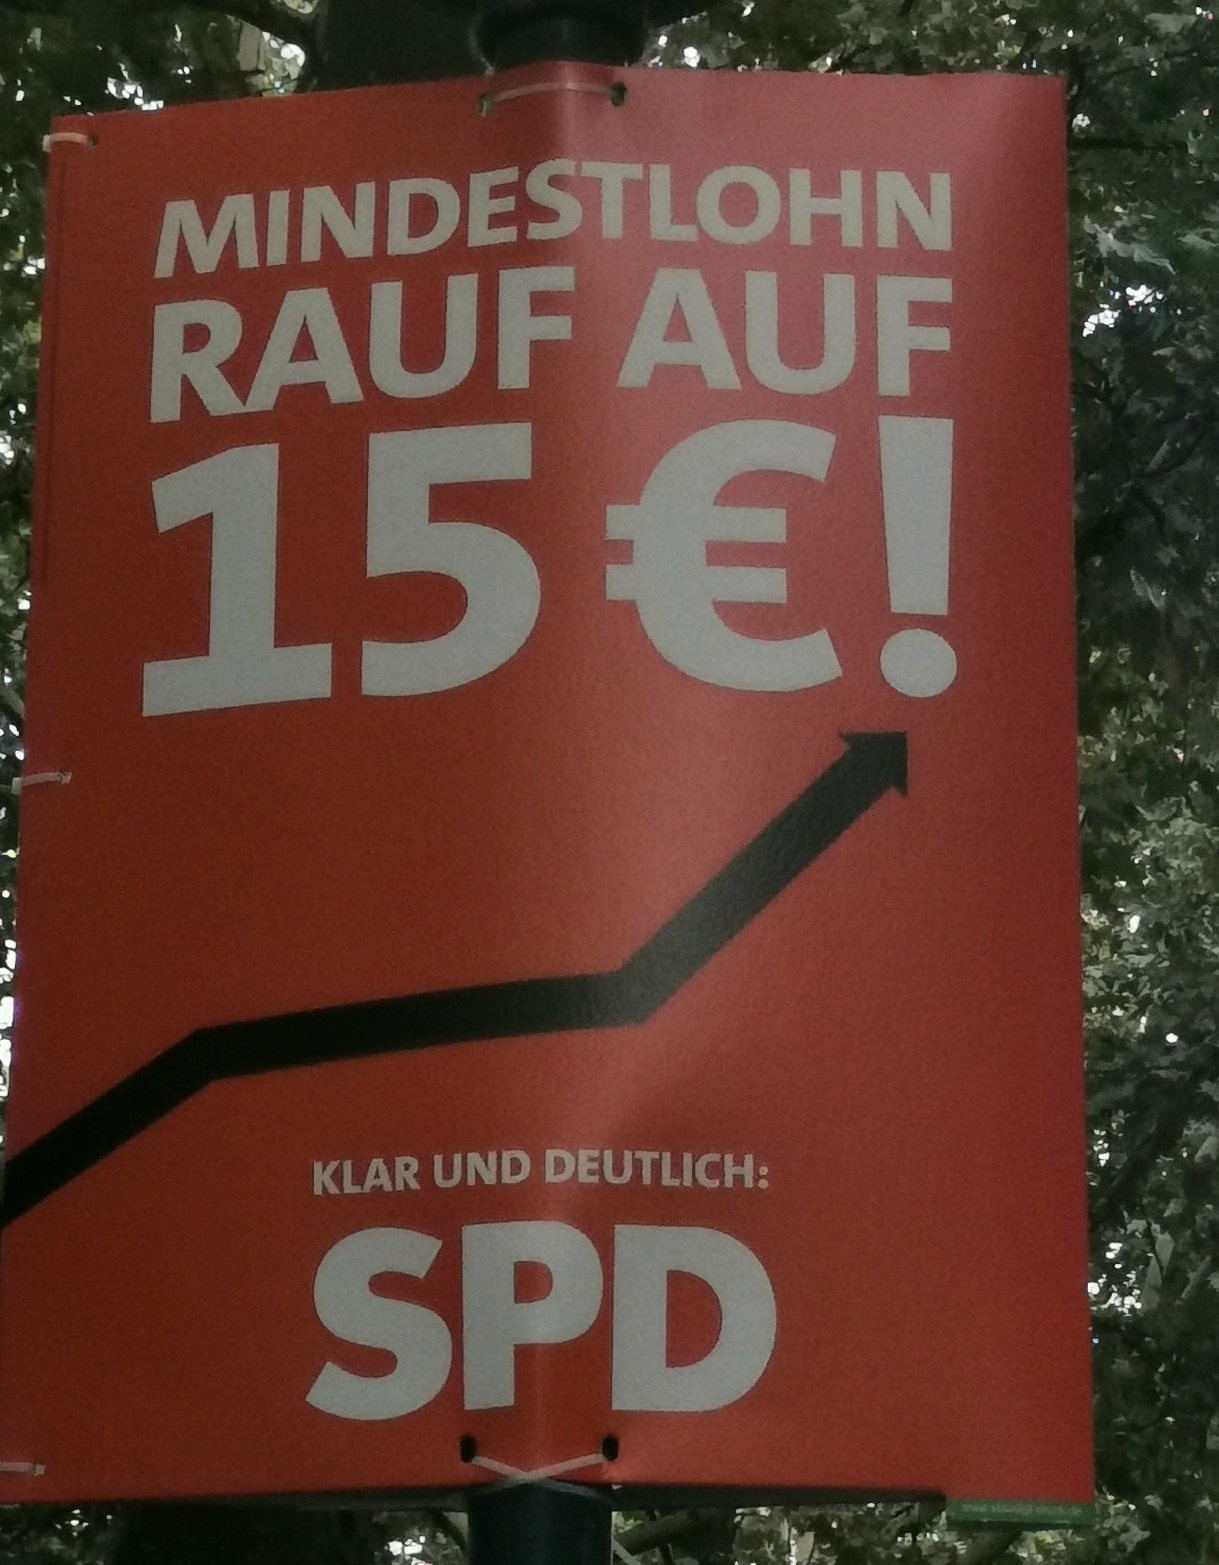 MINDESTLOHN
RAUF AUF
15 €!
KLAR UND DEUTLICH:
SPD